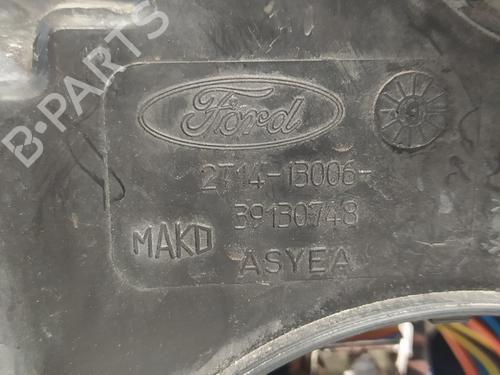 B-PARTS
Ford
2T14-13006-
39130748
MAKO
ASYEA